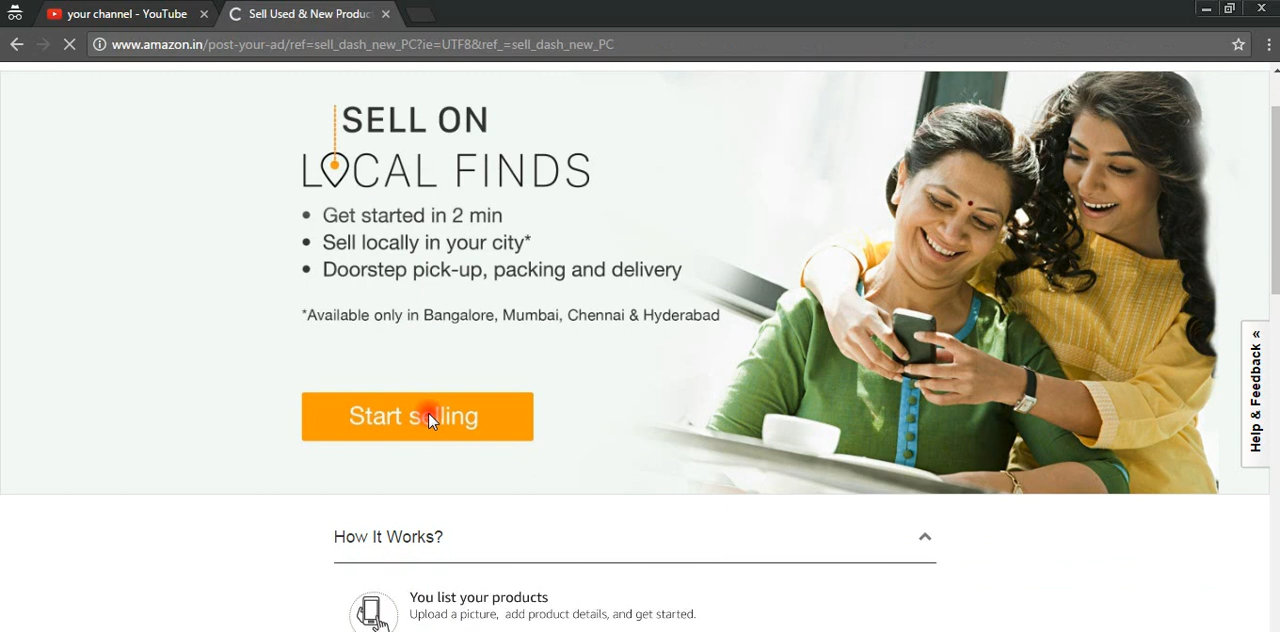 your channel - YouTube
Sell Used & New Produc
www.amazon.in/post-your-ad/ref=sell_dash_new_PC?ie=UTF8&ref_=sell_dash_new_PC
SELL ON
LOCAL FINDS
• Get started in 2 min
• Sell locally in your city*
• Doorstep pick-up, packing and delivery
*Available only in Bangalore, Mumbai, Chennai & Hyderabad
Start selling
Help & Feedback «
How It Works?
You list your products
Upload a picture, add product details, and get started.